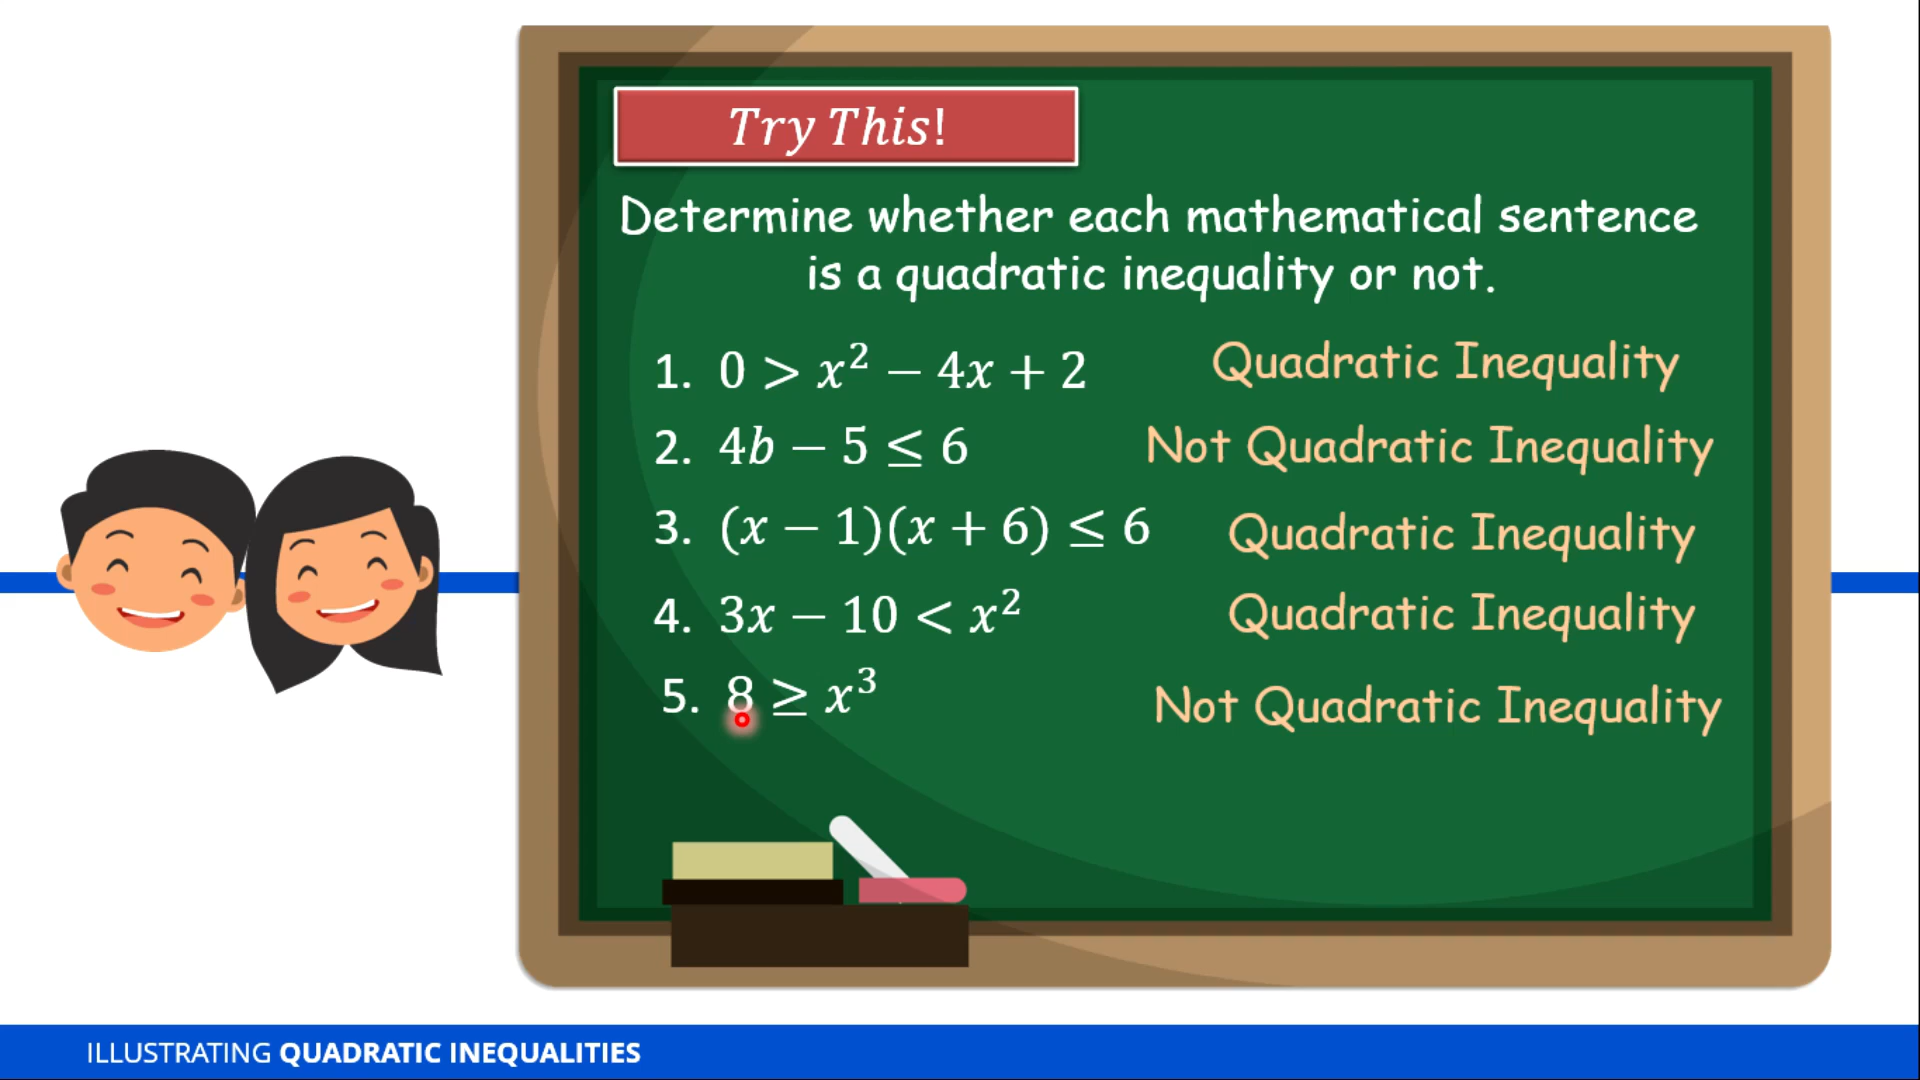 Try This!
Determine whether each mathematical sentence
is a quadratic inequality or not.
1. 0 > x² − 4x + 2 Quadratic Inequality
2. 4b − 5 ≤ 6 Not Quadratic Inequality
3. (x − 1)(x + 6) ≤ 6 Quadratic Inequality
4. 3x − 10 < x² Quadratic Inequality
5. 8 ≥ x³ Not Quadratic Inequality
ILLUSTRATING QUADRATIC INEQUALITIES